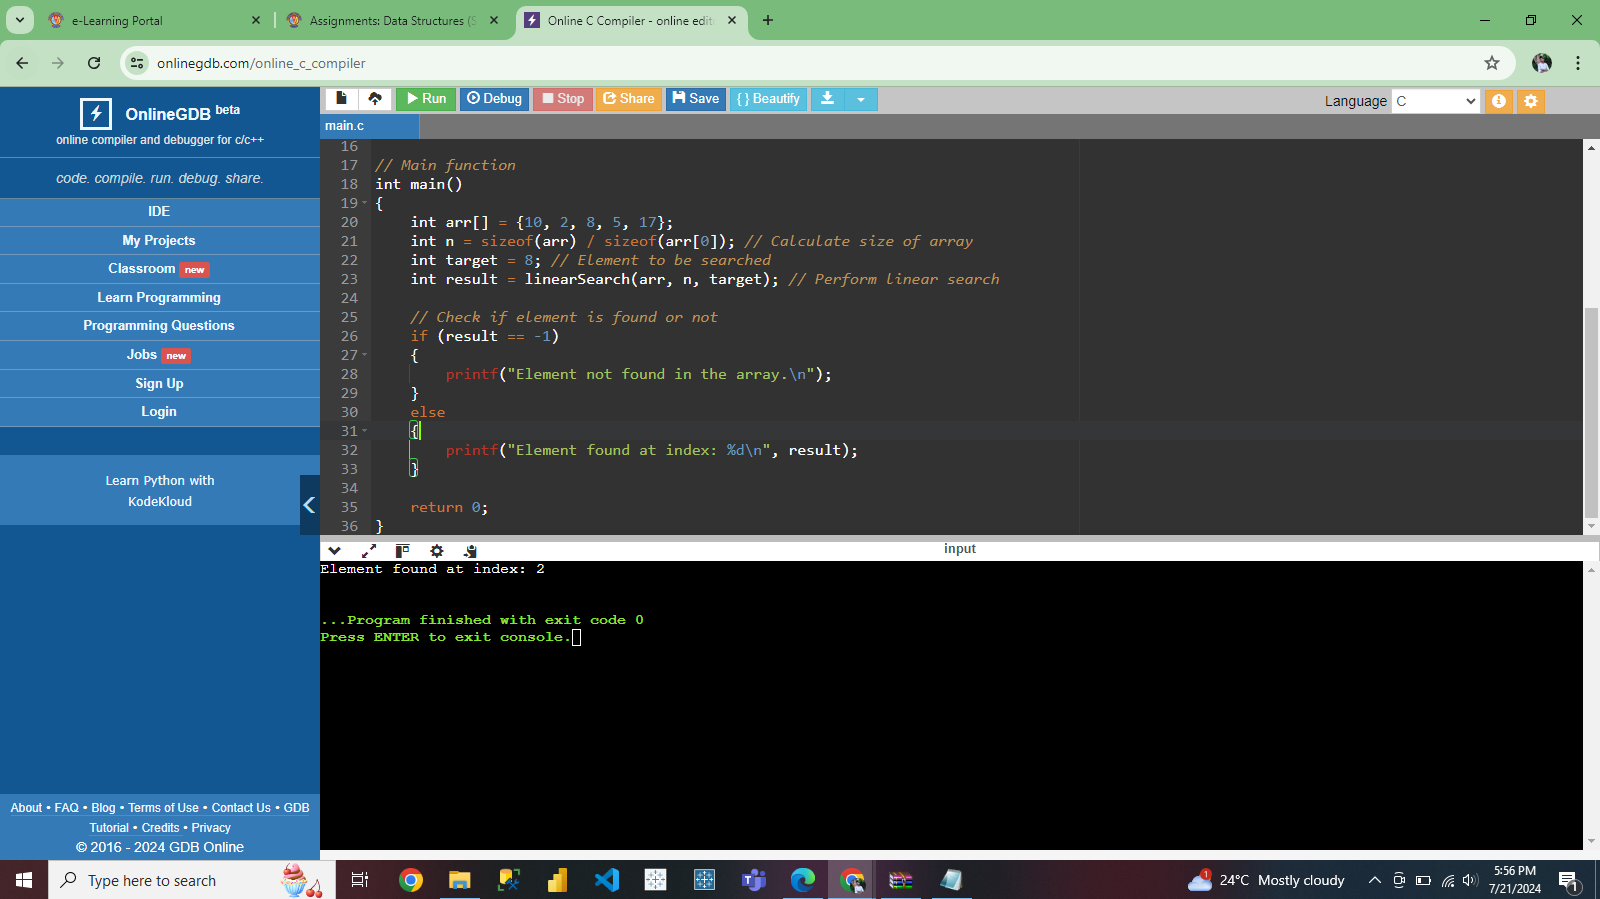 e-Learning Portal
Assignments: Data Structures (S
Online C Compiler - online edit
onlinegdb.com/online_c_compiler
OnlineGDB beta
online compiler and debugger for c/c++
code. compile. run. debug. share.
IDE
My Projects
Classroom new
Learn Programming
Programming Questions
Jobs new
Sign Up
Login
Learn Python with
KodeKloud
About • FAQ • Blog • Terms of Use • Contact Us • GDB
Tutorial • Credits • Privacy
© 2016 - 2024 GDB Online
Run Debug Stop Share Save { } Beautify
Language C
main.c
16
17 // Main function
18 int main()
19 {
20     int arr[] = {10, 2, 8, 5, 17};
21     int n = sizeof(arr) / sizeof(arr[0]); // Calculate size of array
22     int target = 8; // Element to be searched
23     int result = linearSearch(arr, n, target); // Perform linear search
24
25     // Check if element is found or not
26     if (result == -1)
27     {
28         printf("Element not found in the array.\n");
29     }
30     else
31     {
32         printf("Element found at index: %d\n", result);
33     }
34
35     return 0;
36 }
input
Element found at index: 2
...Program finished with exit code 0
Press ENTER to exit console.
Type here to search
1
24°C Mostly cloudy
5:56 PM
7/21/2024
1